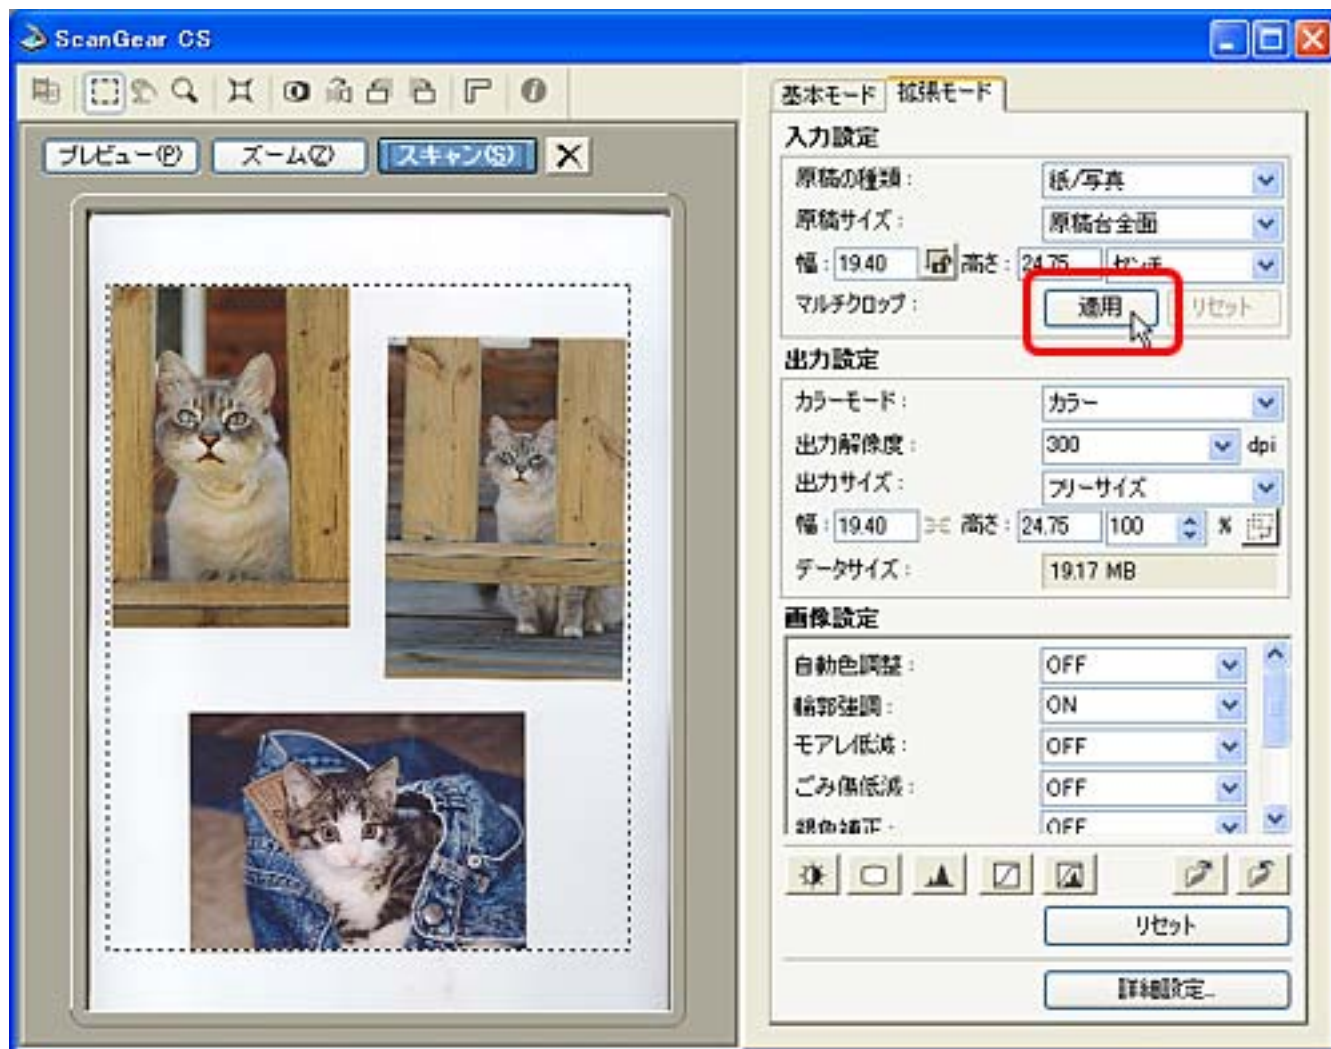 ScanGear CS
プレビュー(P) ズーム(Z) スキャン(S)
基本モード 拡張モード
入力設定
原稿の種類: 紙/写真
原稿サイズ: 原稿台全面
幅: 19.40 高さ: 24.75 センチ
マルチクロップ: 適用 リセット
出力設定
カラーモード: カラー
出力解像度: 300 dpi
出力サイズ: フリーサイズ
幅: 19.40 高さ: 24.75 100 %
データサイズ: 19.17 MB
画像設定
自動色調整: OFF
輪郭強調: ON
モアレ低減: OFF
ごみ傷低減: OFF
褪色補正: OFF
リセット
詳細設定...